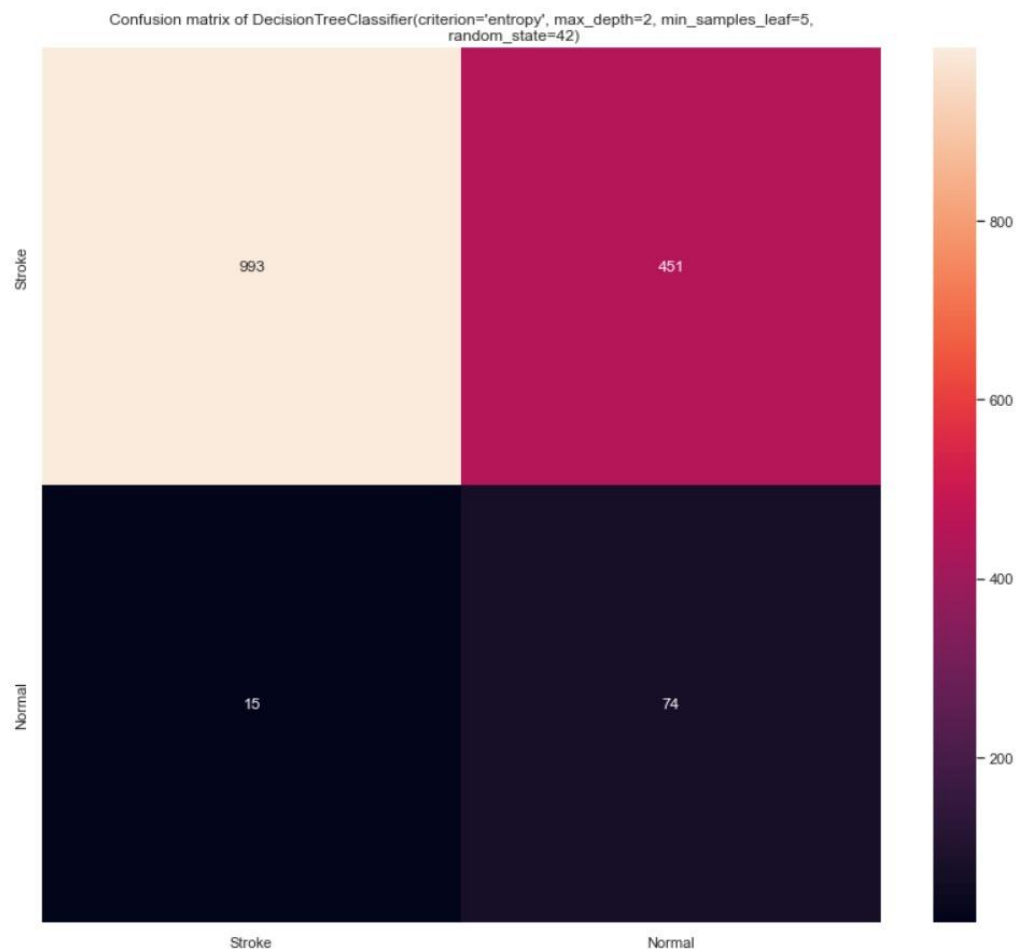 Confusion matrix of DecisionTreeClassifier(criterion='entropy', max_depth=2, min_samples_leaf=5,
random_state=42)
Stroke
993
451
Normal
15
74
Stroke
Normal
800
600
400
200